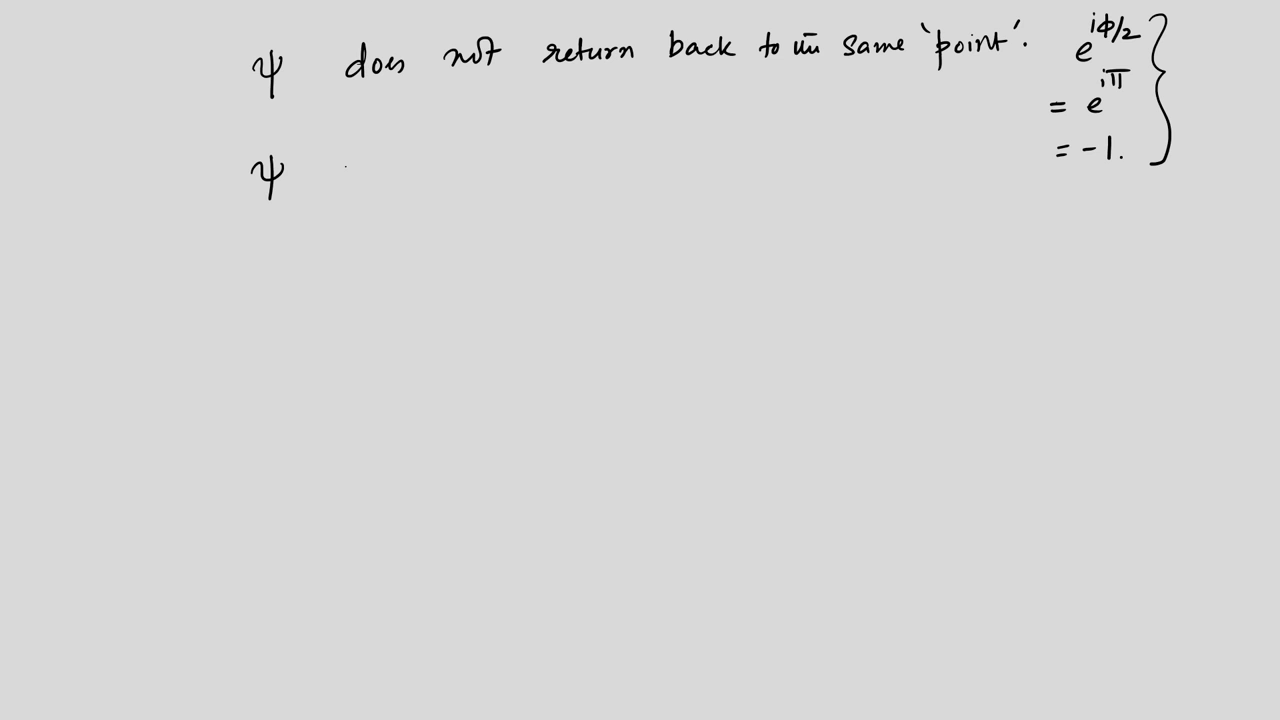 ψ does not return back to the same 'point'. e^{iΦ/2}
= e^{iπ}
= -1.
ψ